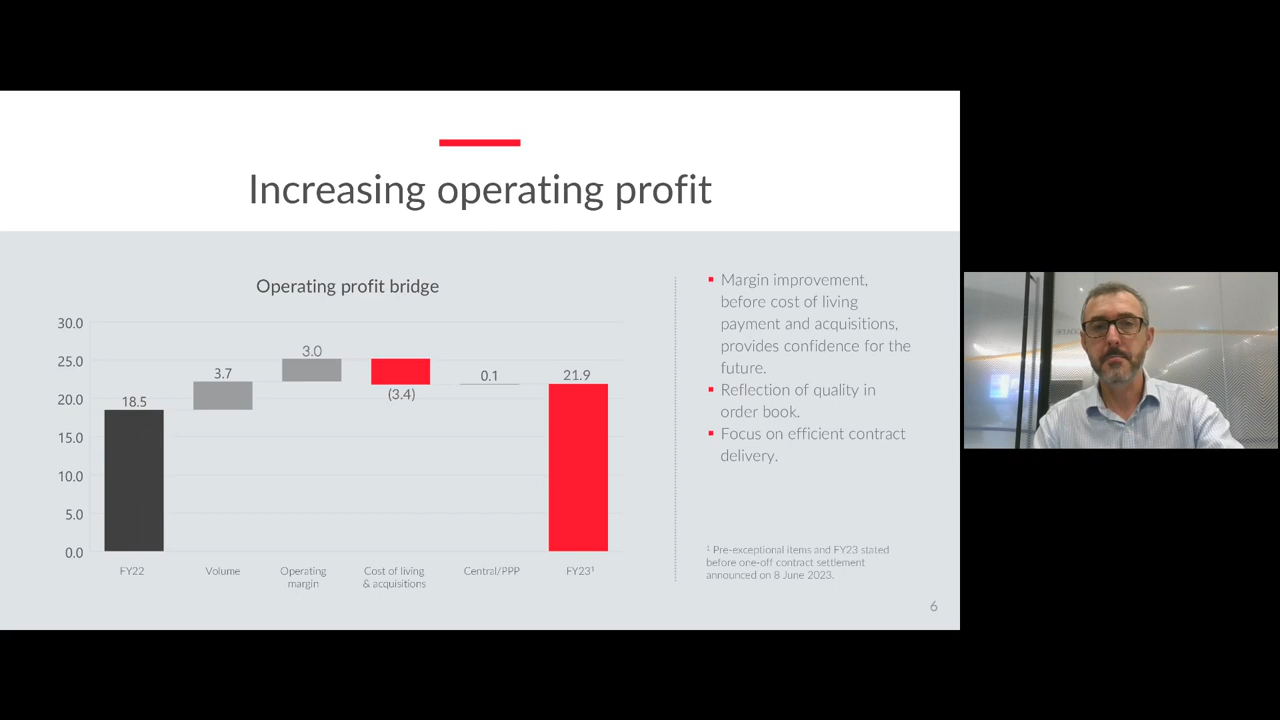 Increasing operating profit
Operating profit bridge
30.0
25.0
20.0
15.0
10.0
5.0
0.0
18.5
3.7
3.0
(3.4)
0.1
21.9
FY22
Volume
Operating
margin
Cost of living
& acquisitions
Central/PPP
FY23¹
▪ Margin improvement,
before cost of living
payment and acquisitions,
provides confidence for the
future.
▪ Reflection of quality in
order book.
▪ Focus on efficient contract
delivery.
¹ Pre-exceptional items and FY23 stated
before one-off contract settlement
announced on 8 June 2023.
6